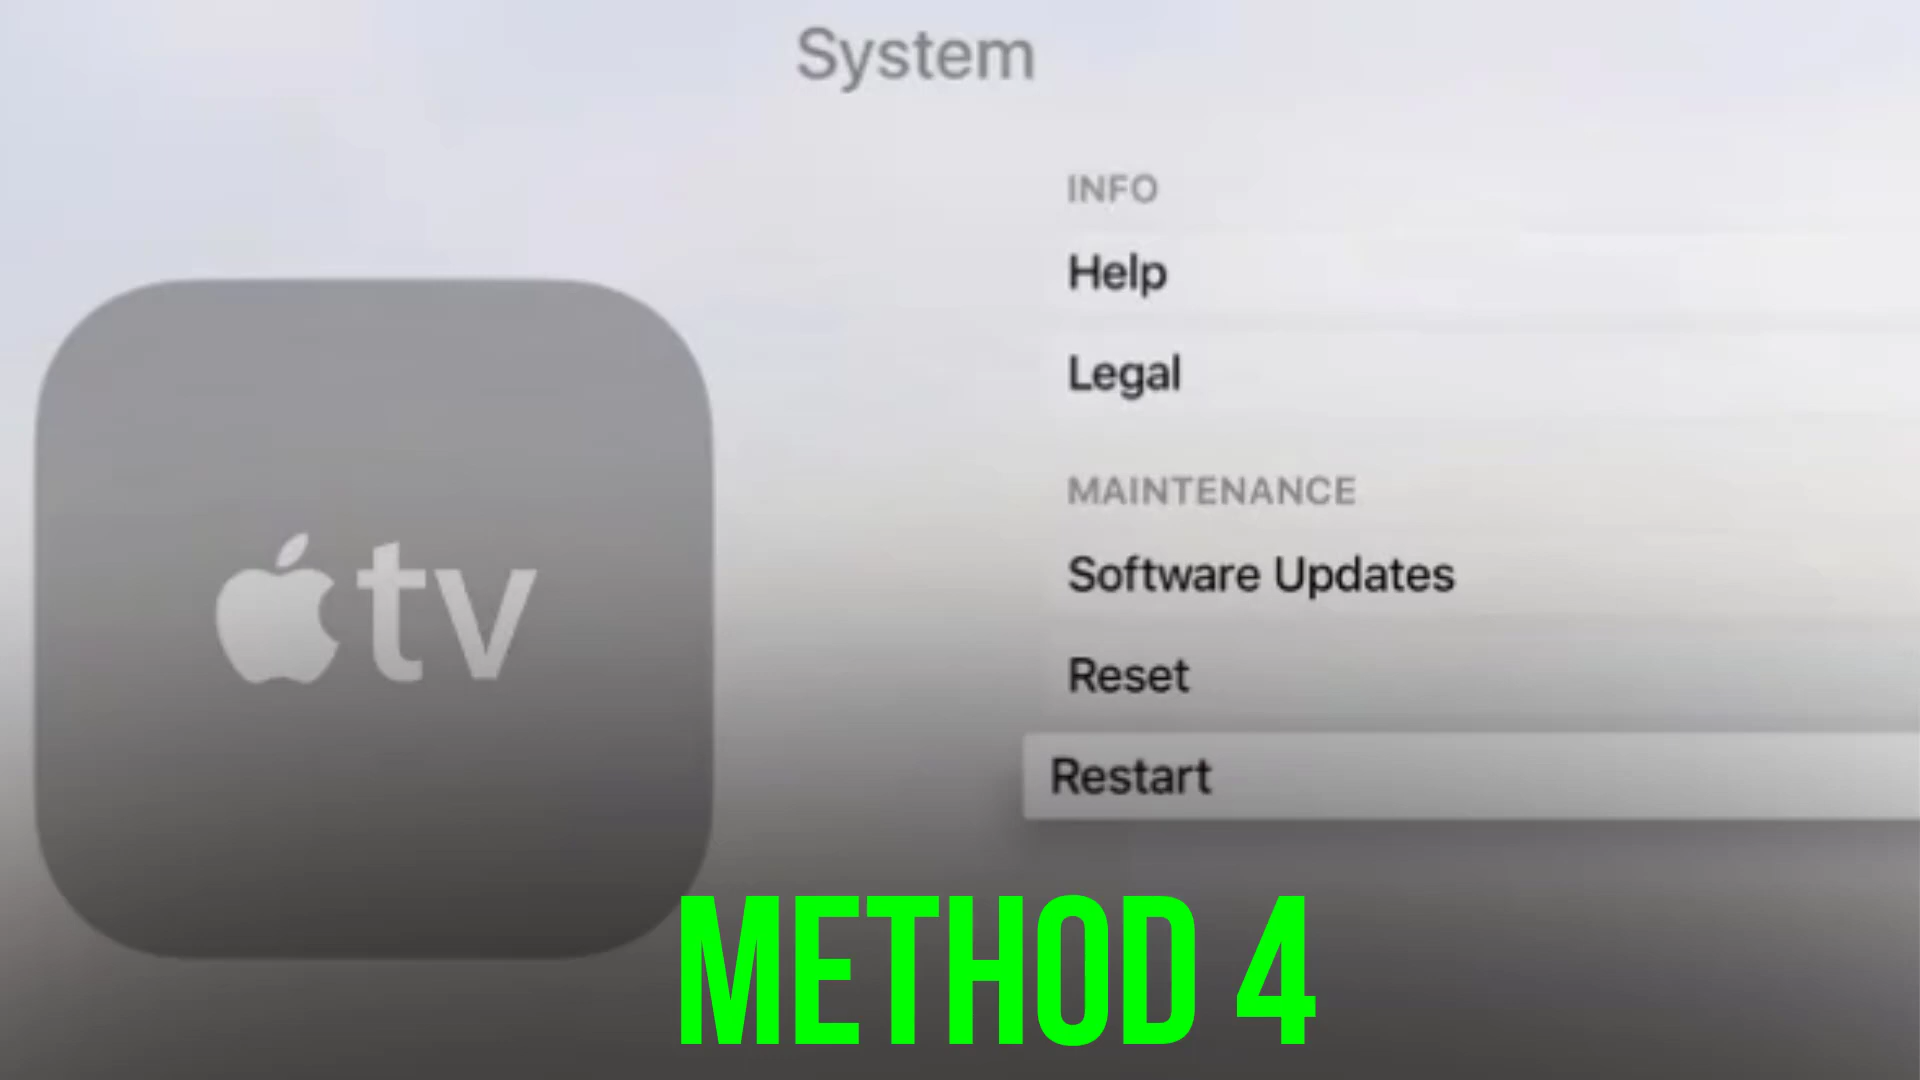 System
INFO
Help
Legal
MAINTENANCE
Software Updates
Reset
Restart
tv
METHOD 4